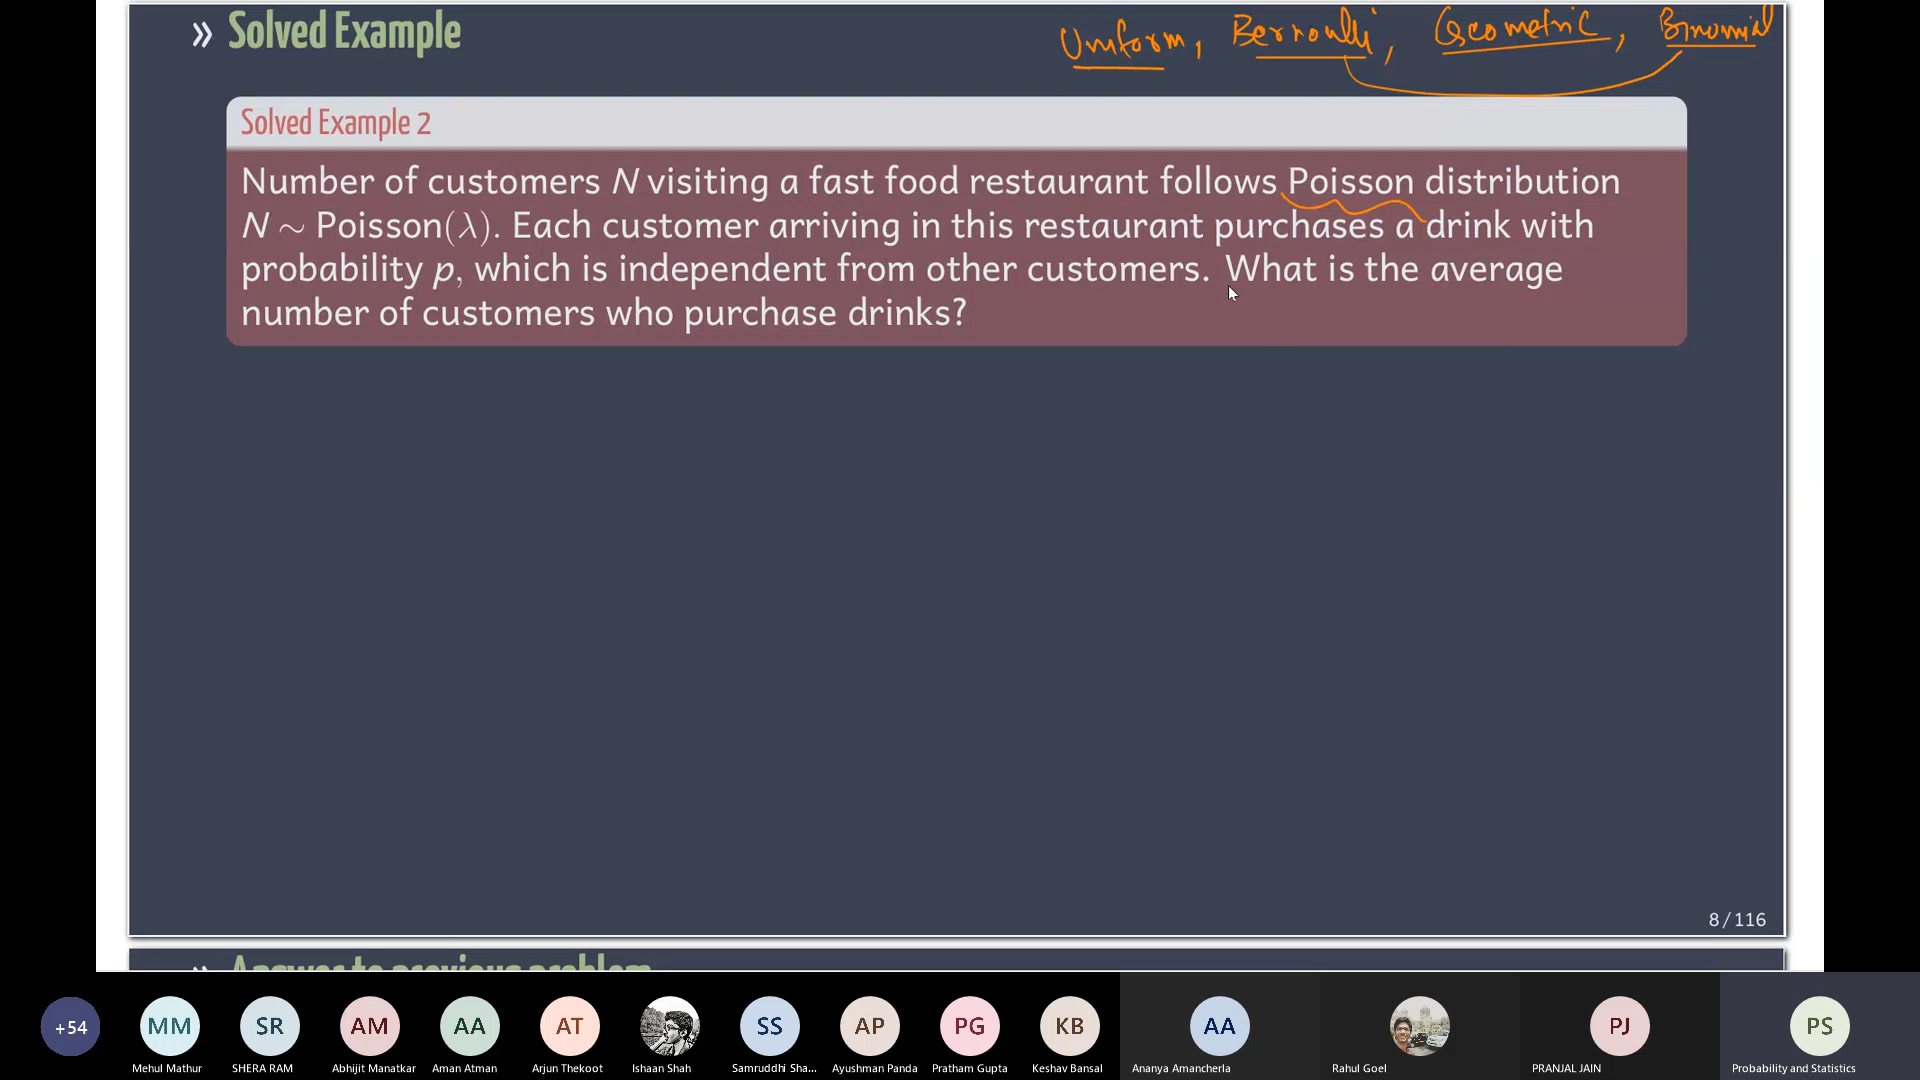 » Solved Example
Uniform, Bernoulli, Geometric, Binomial
Solved Example 2
Number of customers N visiting a fast food restaurant follows Poisson distribution
N ∼ Poisson(λ). Each customer arriving in this restaurant purchases a drink with
probability p, which is independent from other customers. What is the average
number of customers who purchase drinks?
8 / 116
» Answer to previous problem
+54
MM
SR
AM
AA
AT
SS
AP
PG
KB
AA
PJ
PS
Mehul Mathur
SHERA RAM
Abhijit Manatkar
Aman Atman
Arjun Thekoot
Ishaan Shah
Samruddhi Sha...
Ayushman Panda
Pratham Gupta
Keshav Bansal
Ananya Amancherla
Rahul Goel
PRANJAL JAIN
Probability and Statistics